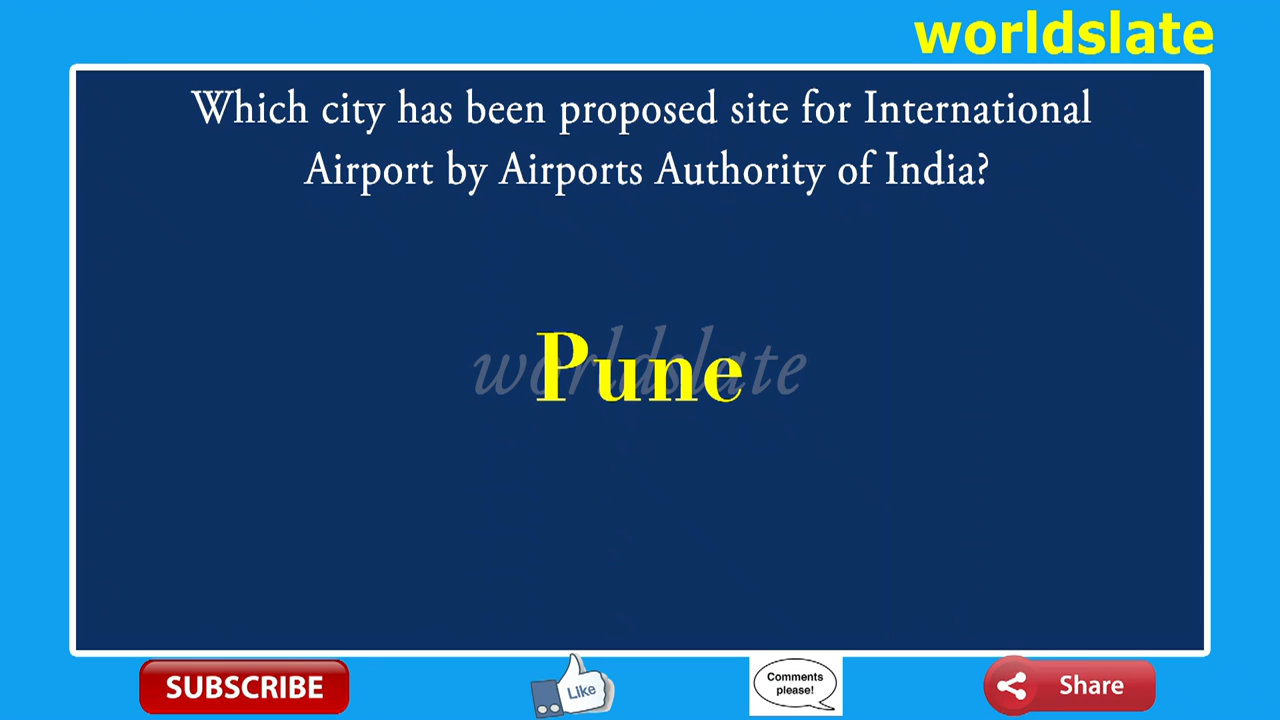 worldslate
Which city has been proposed site for International
Airport by Airports Authority of India?
worldslate
Pune
SUBSCRIBE
Like
Comments
please!
Share